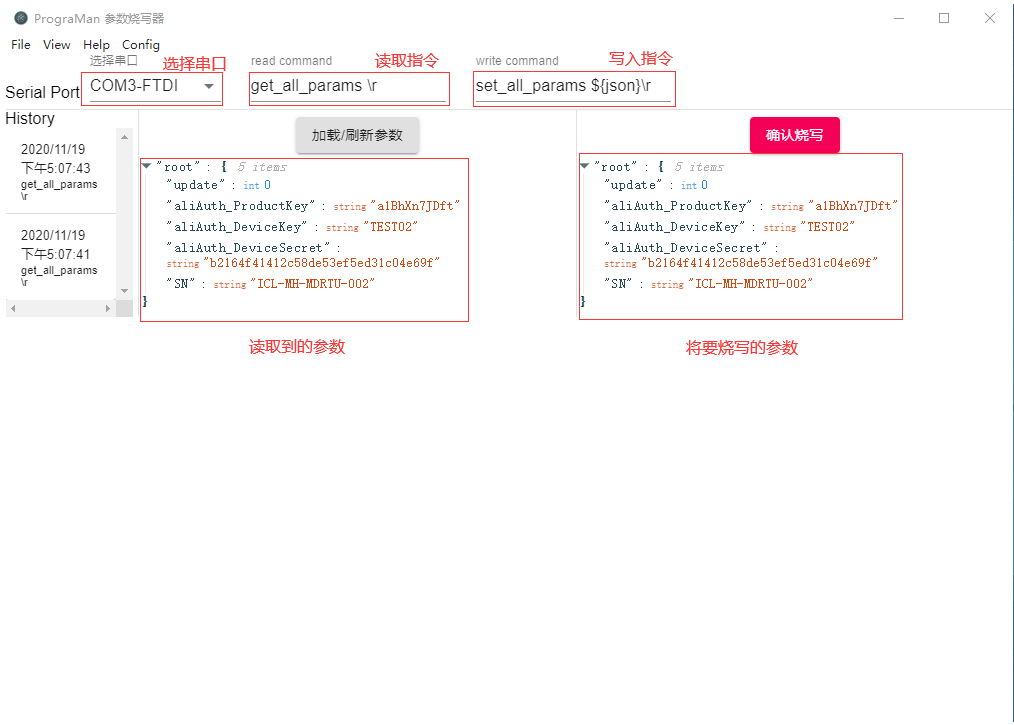 PrograMan 参数烧写器
File View Help Config
选择串口 选择串口 read command 读取指令 write command 写入指令
Serial Port COM3-FTDI get_all_params \r set_all_params ${json}\r
History
2020/11/19
下午5:07:43
get_all_params
\r
2020/11/19
下午5:07:41
get_all_params
\r
加载/刷新参数
"root" : { 5 items
"update" : int 0
"aliAuth_ProductKey" : string "a1BhXn7JDft"
"aliAuth_DeviceKey" : string "TEST02"
"aliAuth_DeviceSecret" :
string "b2164f41412c58de53ef5ed31c04e69f"
"SN" : string "ICL-MH-MDRTU-002"
}
读取到的参数
确认烧写
"root" : { 5 items
"update" : int 0
"aliAuth_ProductKey" : string "a1BhXn7JDft"
"aliAuth_DeviceKey" : string "TEST02"
"aliAuth_DeviceSecret" :
string "b2164f41412c58de53ef5ed31c04e69f"
"SN" : string "ICL-MH-MDRTU-002"
}
将要烧写的参数